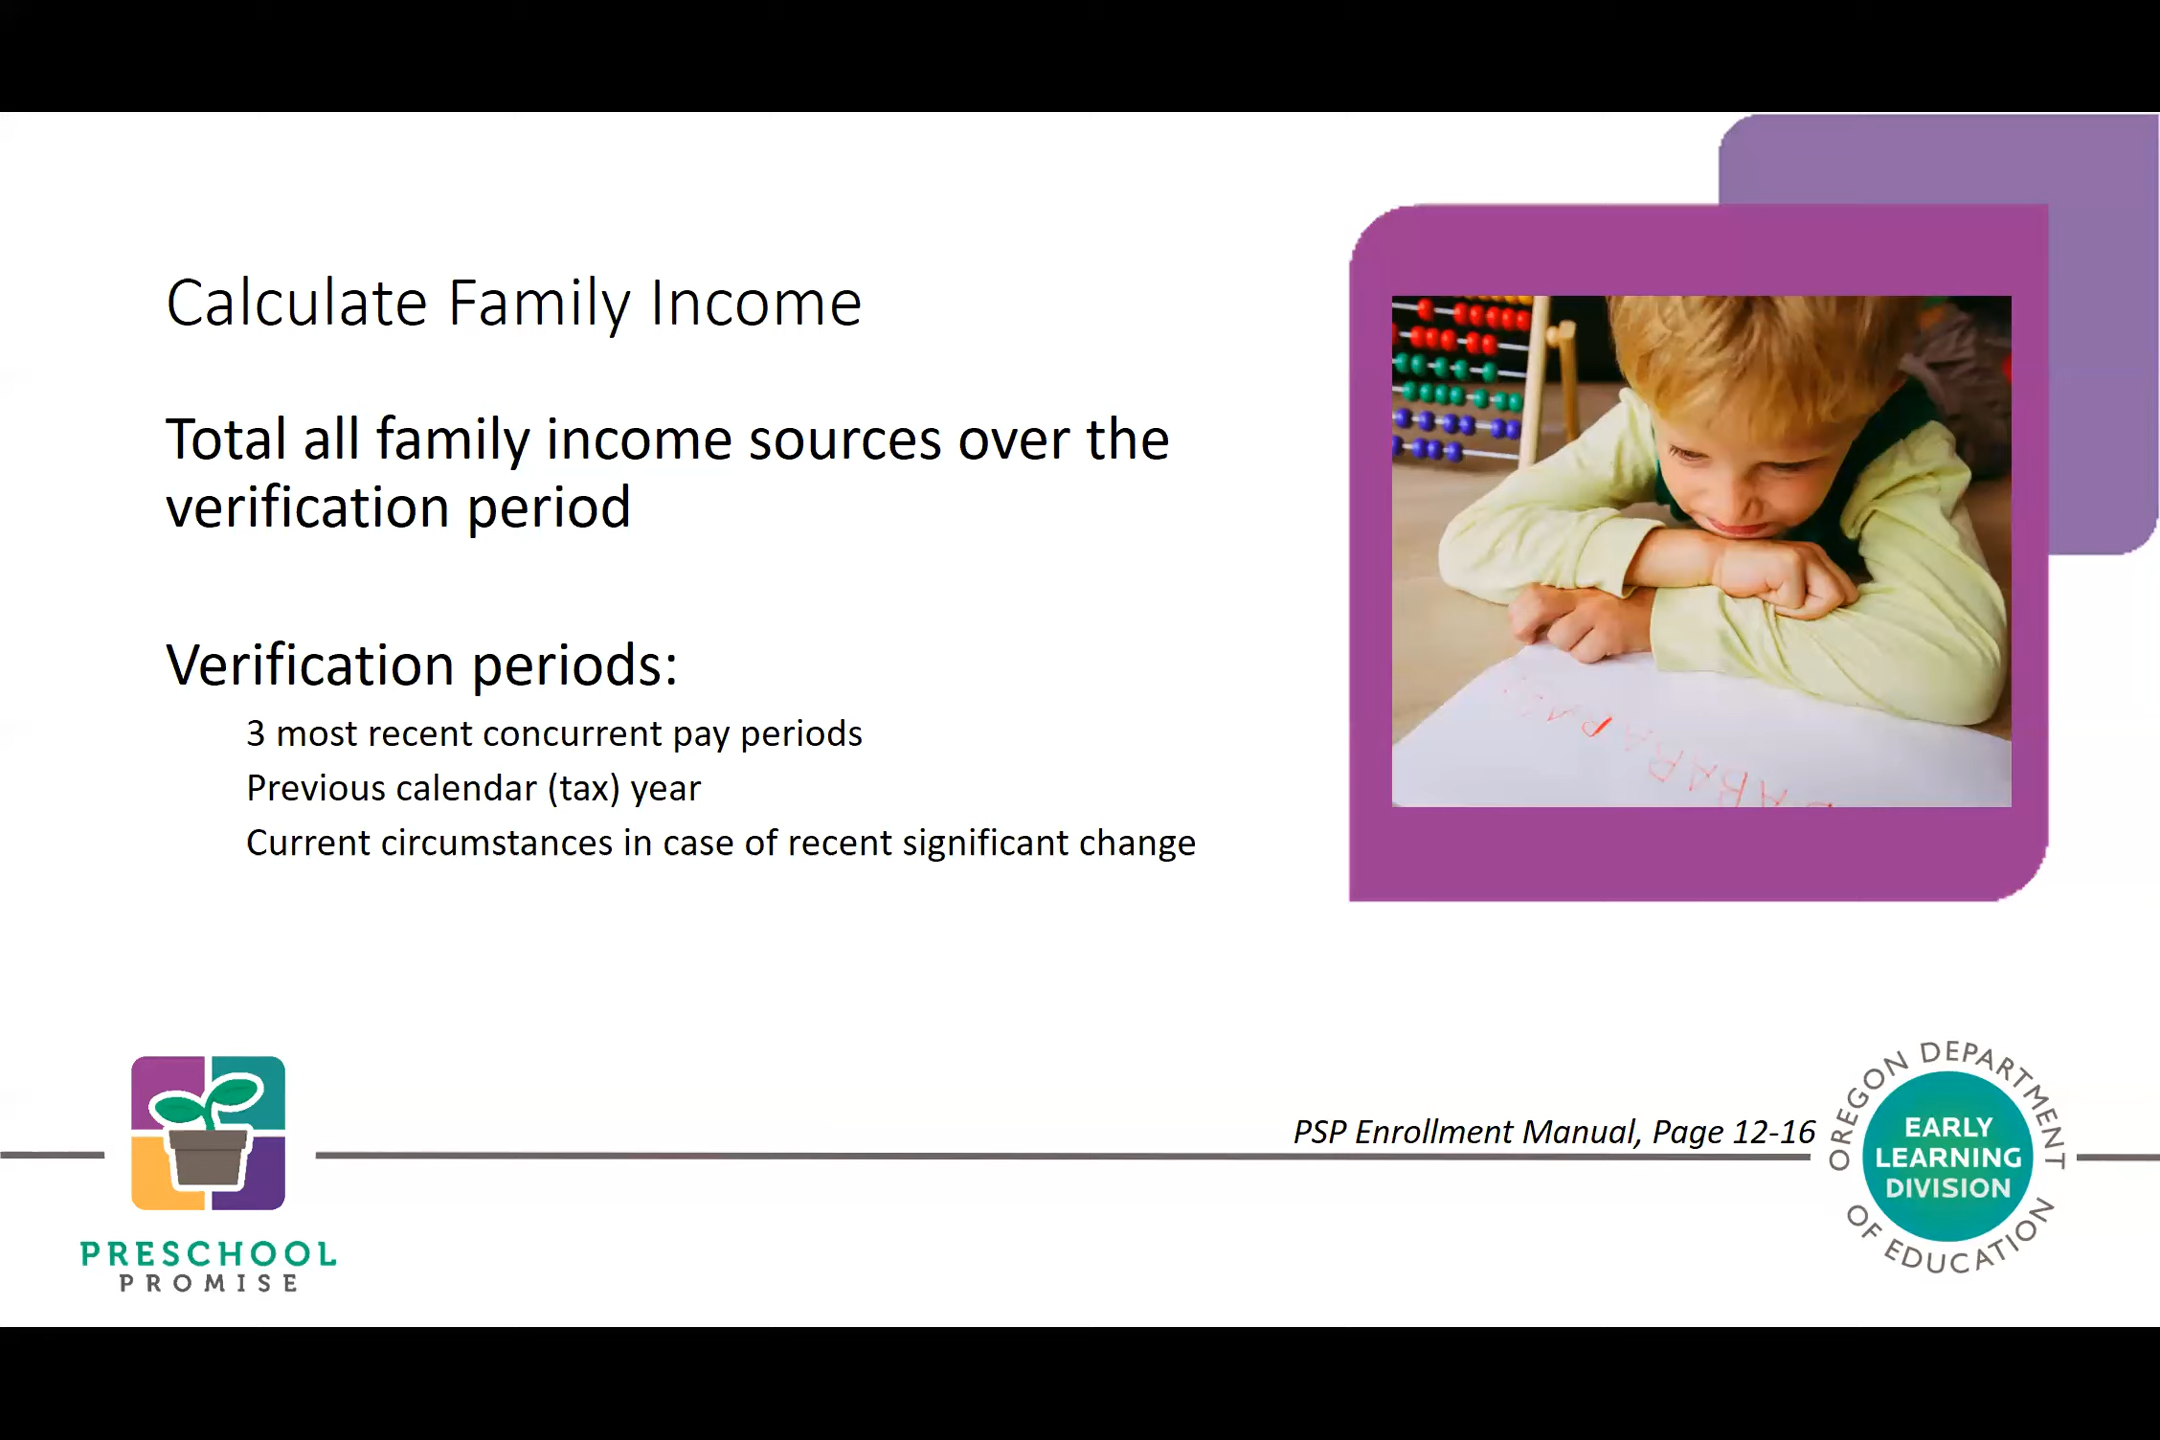 Calculate Family Income
Total all family income sources over the
verification period
Verification periods:
3 most recent concurrent pay periods
Previous calendar (tax) year
Current circumstances in case of recent significant change
PSP Enrollment Manual, Page 12-16
PRESCHOOL
PROMISE
OREGON DEPARTMENT
EARLY
LEARNING
DIVISION
OF EDUCATION